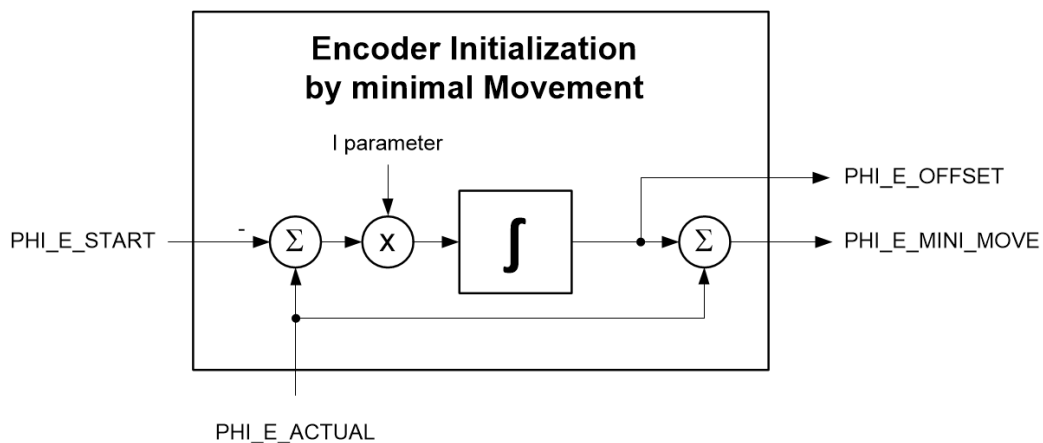 Encoder Initialization
by minimal Movement
I parameter
PHI_E_OFFSET
PHI_E_START
-
Σ
x
∫
Σ
PHI_E_MINI_MOVE
PHI_E_ACTUAL